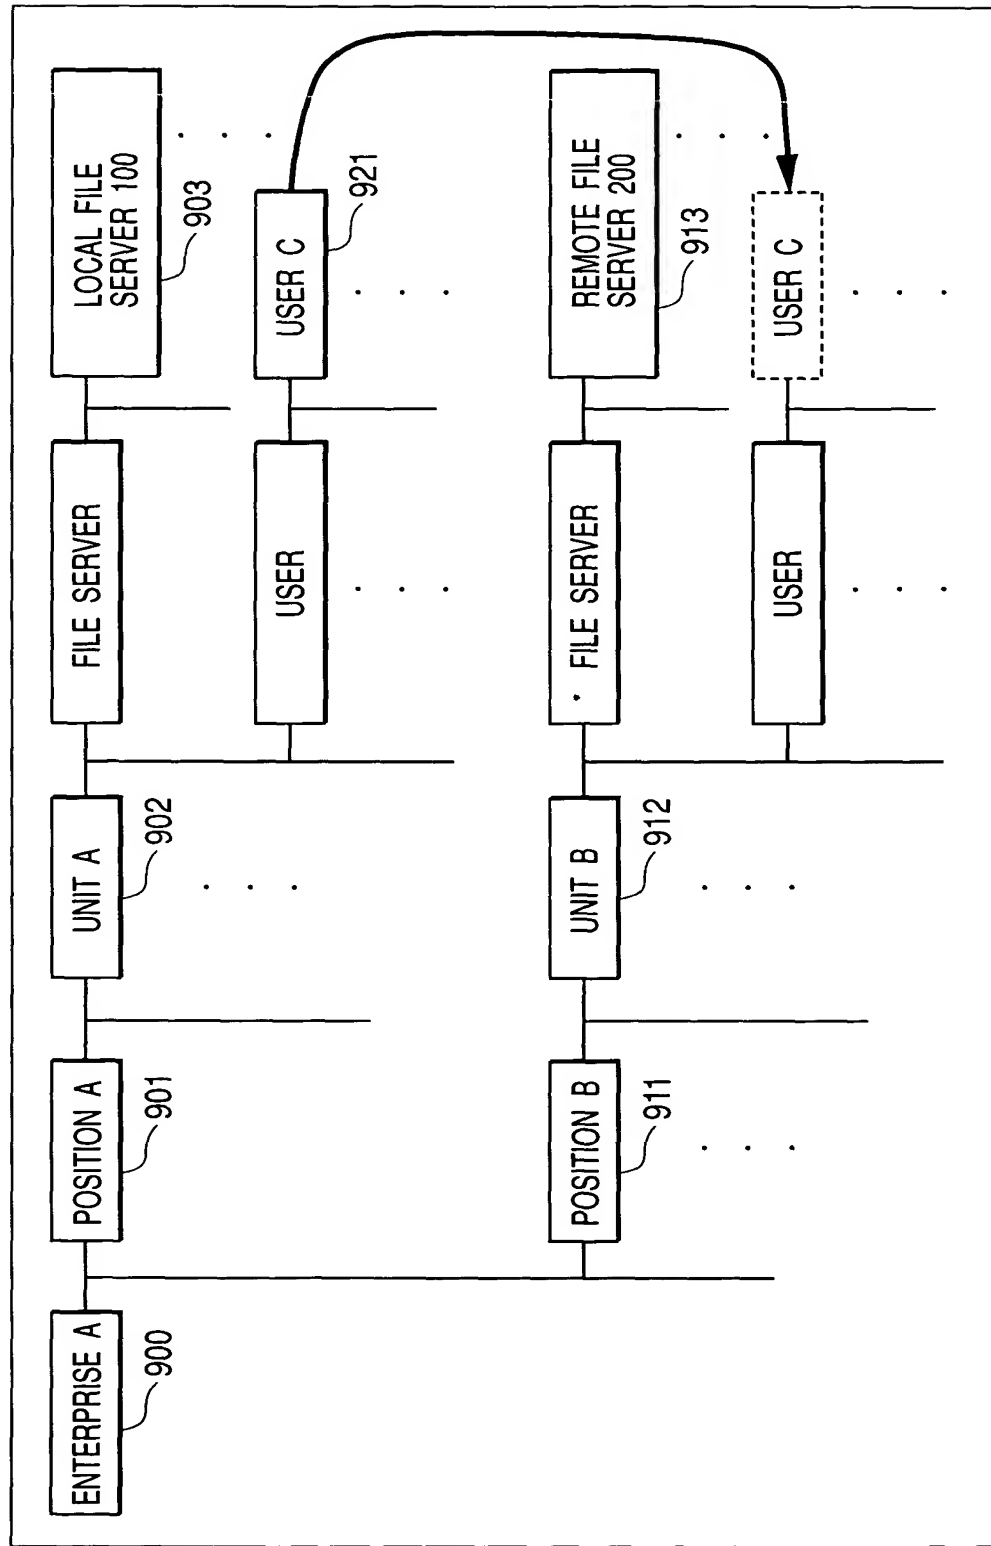 ENTERPRISE A
900
POSITION A
901
UNIT A
902
FILE SERVER
LOCAL FILE
SERVER 100
903
USER
USER C
921
. . .
POSITION B
911
UNIT B
912
FILE SERVER
REMOTE FILE
SERVER 200
913
USER
USER C
. . .